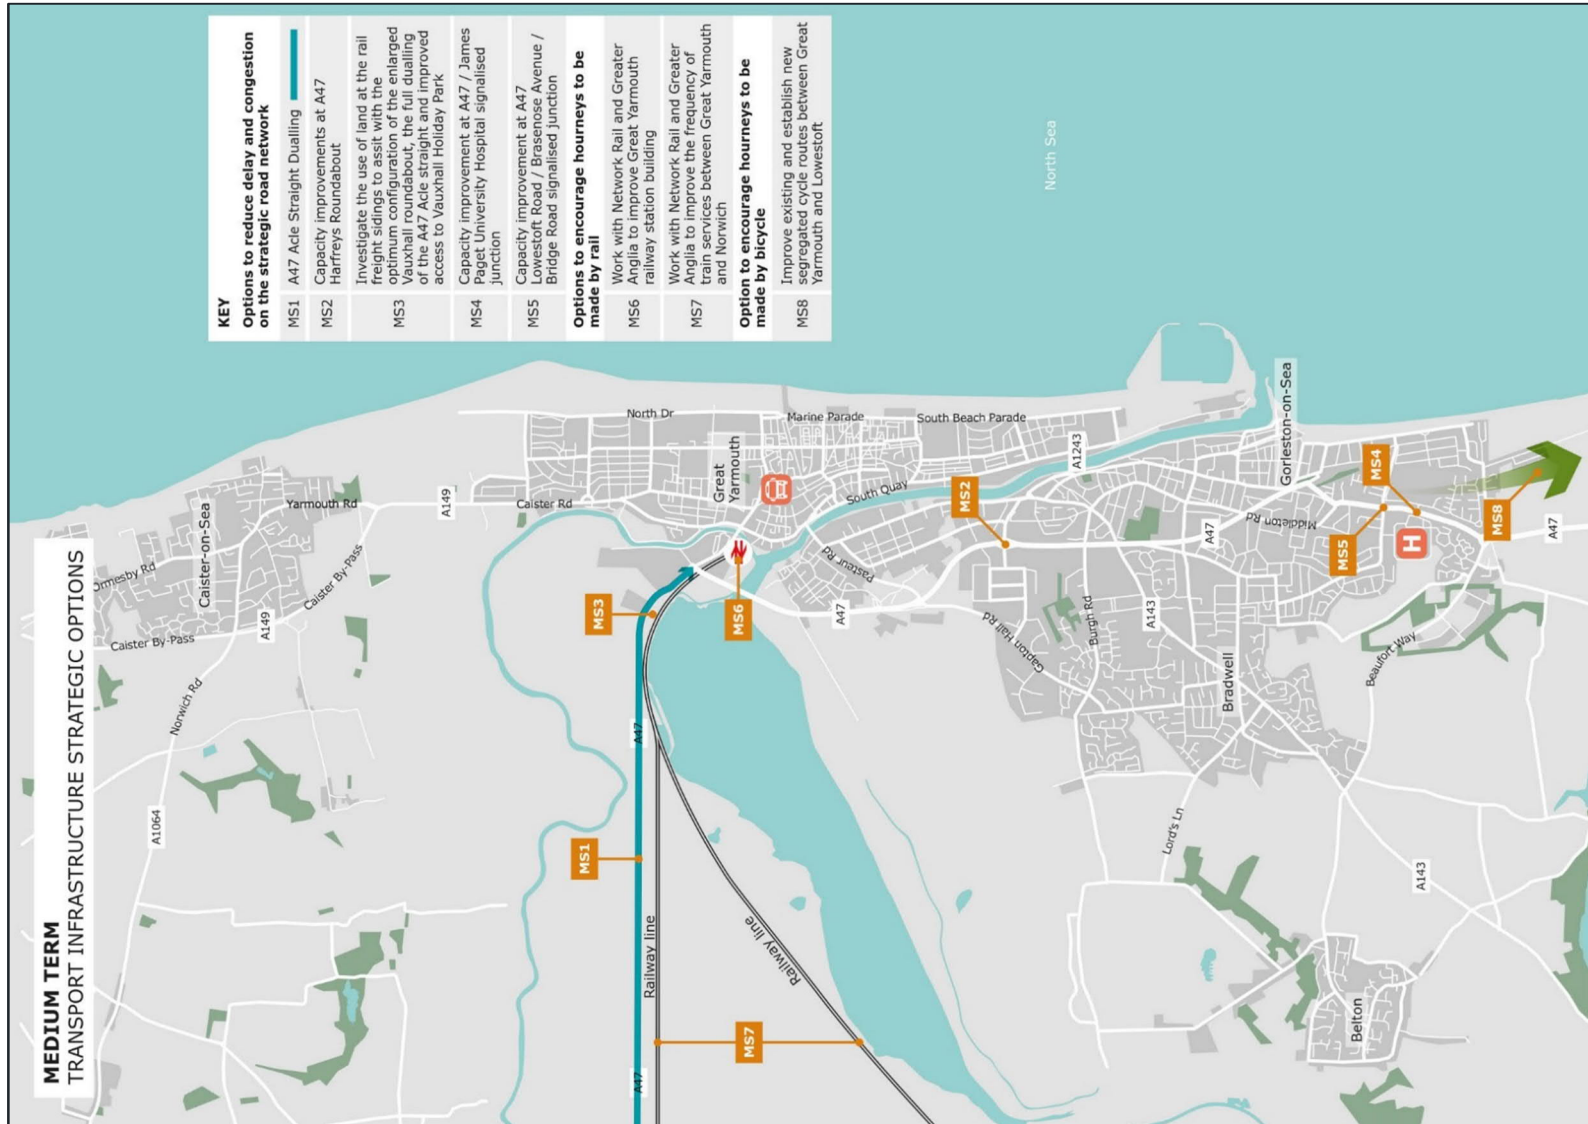 MEDIUM TERM
TRANSPORT INFRASTRUCTURE STRATEGIC OPTIONS
KEY
Options to reduce delay and congestion
on the strategic road network
MS1 A47 Acle Straight Dualling
MS2 Capacity improvements at A47
Harfreys Roundabout
MS3 Investigate the use of land at the rail
freight sidings to assit with the
optimum configuration of the enlarged
Vauxhall roundabout, the full dualling
of the A47 Acle straight and improved
access to Vauxhall Holiday Park
MS4 Capacity improvement at A47 / James
Paget University Hospital signalised
junction
MS5 Capacity improvement at A47
Lowestoft Road / Brasenose Avenue /
Bridge Road signalised junction
Options to encourage hourneys to be
made by rail
MS6 Work with Network Rail and Greater
Anglia to improve Great Yarmouth
railway station building
MS7 Work with Network Rail and Greater
Anglia to improve the frequency of
train services between Great Yarmouth
and Norwich
Option to encourage hourneys to be
made by bicycle
MS8 Improve existing and establish new
segregated cycle routes between Great
Yarmouth and Lowestoft
Ormesby Rd
Caister-on-Sea
Yarmouth Rd
Caister By-Pass
A149
Caister By-Pass
Norwich Rd
A1064
A149
Caister Rd
North Dr
Great
Yarmouth
Marine Parade
South Beach Parade
South Quay
North Sea
MS3
MS6
MS1
A47
A47
Railway line
Railway line
MS7
Pasteur Rd
A47
MS2
A1243
Gapton Hall Rd
Burgh Rd
A143
Bradwell
A47
Middleton Rd
Gorleston-on-Sea
MS4
MS5
H
MS8
A47
Beaufort Way
Lord's Ln
A143
Belton